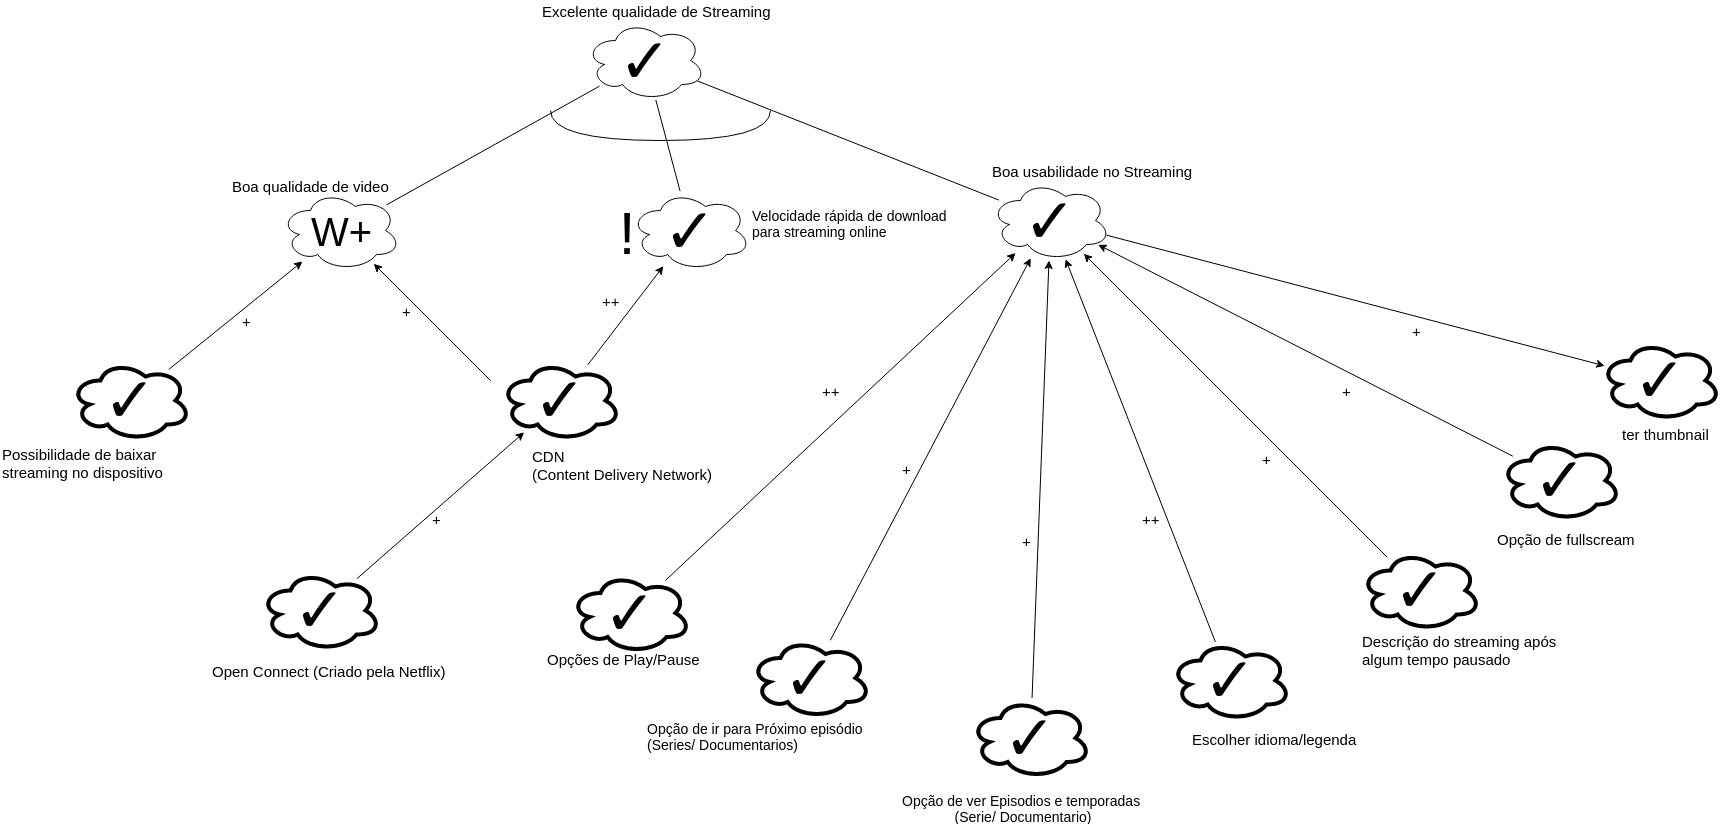 Excelente qualidade de Streaming
✓
Boa qualidade de video
W+
!
✓
Velocidade rápida de download
para streaming online
Boa usabilidade no Streaming
✓
+
+
++
+
✓
Possibilidade de baixar
streaming no dispositivo
✓
CDN
(Content Delivery Network)
++
+
✓
ter thumbnail
+
+
✓
Opção de fullscream
+
++
+
✓
Open Connect (Criado pela Netflix)
✓
Opções de Play/Pause
✓
Opção de ir para Próximo episódio
(Series/ Documentarios)
✓
Opção de ver Episodios e temporadas
(Serie/ Documentario)
✓
Escolher idioma/legenda
✓
Descrição do streaming após
algum tempo pausado